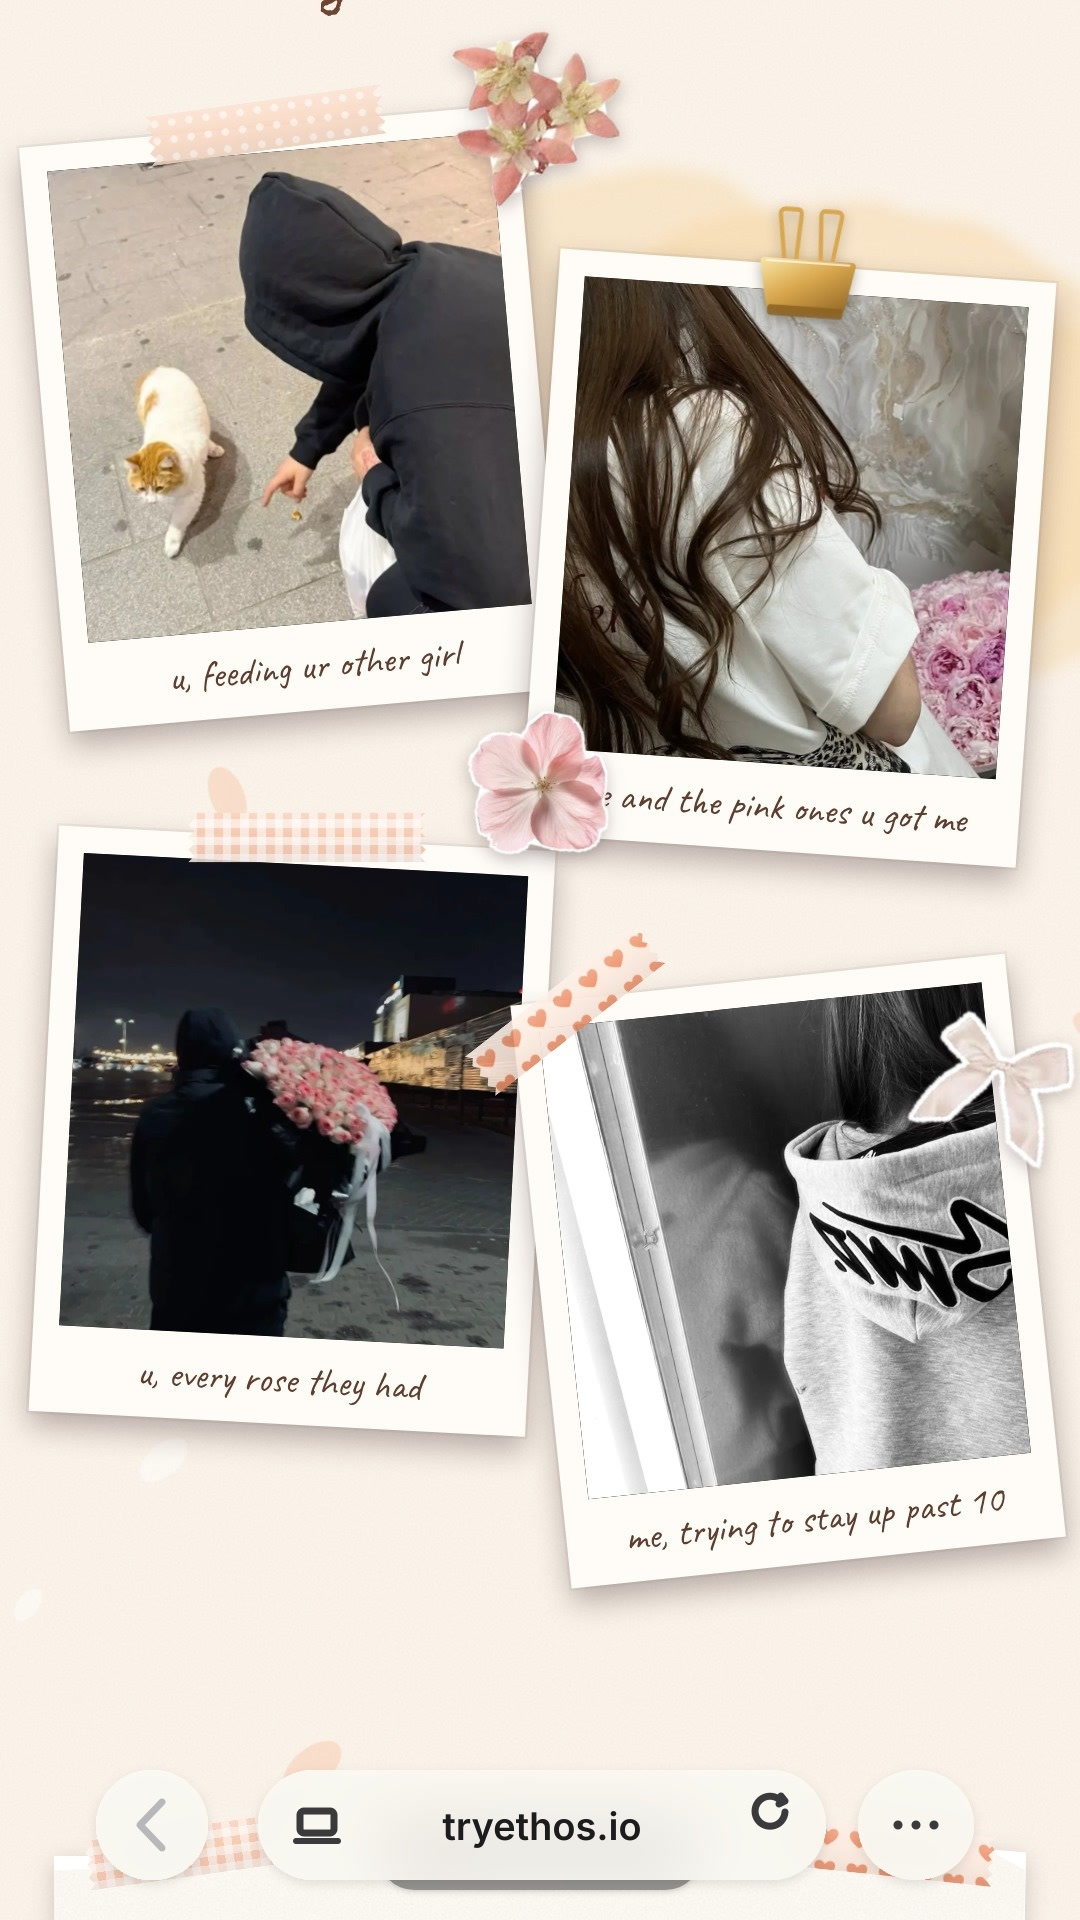 u, feeding ur other girl
and the pink ones u got me
u, every rose they had
me, trying to stay up past 10
tryethos.io